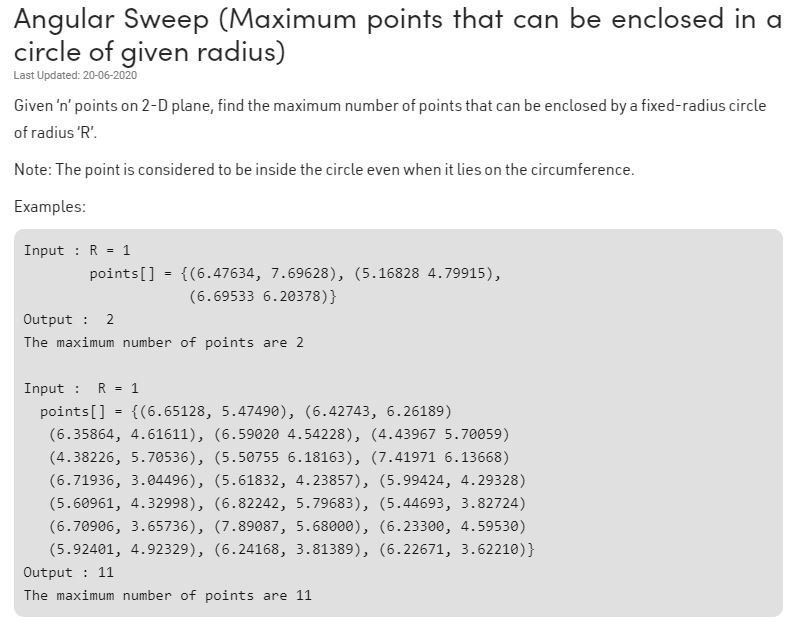 Angular Sweep (Maximum points that can be enclosed in a
circle of given radius)
Last Updated: 20-06-2020
Given 'n' points on 2-D plane, find the maximum number of points that can be enclosed by a fixed-radius circle
of radius 'R'.
Note: The point is considered to be inside the circle even when it lies on the circumference.
Examples:
Input : R = 1
points[] = {(6.47634, 7.69628), (5.16828 4.79915),
(6.69533 6.20378)}
Output :  2
The maximum number of points are 2
Input :  R = 1
points[] = {(6.65128, 5.47490), (6.42743, 6.26189)
(6.35864, 4.61611), (6.59020 4.54228), (4.43967 5.70059)
(4.38226, 5.70536), (5.50755 6.18163), (7.41971 6.13668)
(6.71936, 3.04496), (5.61832, 4.23857), (5.99424, 4.29328)
(5.60961, 4.32998), (6.82242, 5.79683), (5.44693, 3.82724)
(6.70906, 3.65736), (7.89087, 5.68000), (6.23300, 4.59530)
(5.92401, 4.92329), (6.24168, 3.81389), (6.22671, 3.62210)}
Output : 11
The maximum number of points are 11